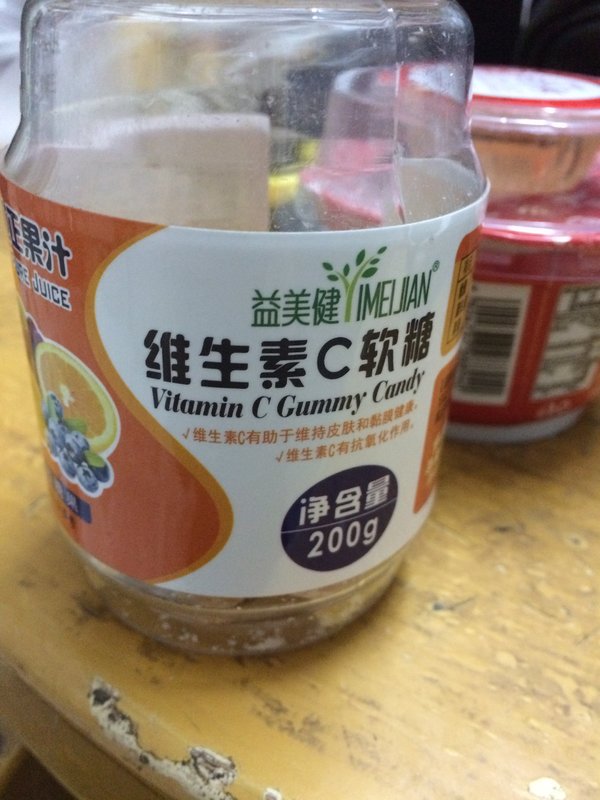 正果汁
益美健 YIMEIJIAN®
维生素C软糖
Vitamin C Gummy Candy
√维生素C有助于维持皮肤和黏膜健康。
√维生素C有抗氧化作用。
净含量
200g